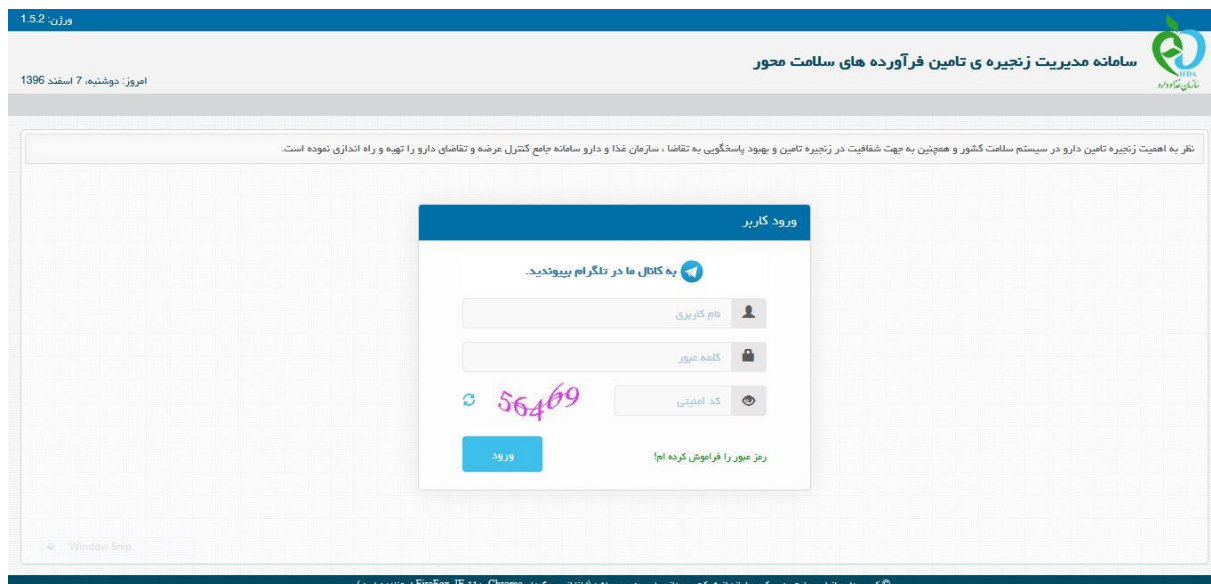 ورژن: 1.5.2
سامانه مدیریت زنجیره ی تامین فرآورده های سلامت محور
IFDA
سازمان غذا و دارو
امروز: دوشنبه، 7 اسفند 1396
نظر به اهمیت زنجیره تامین دارو در سیستم سلامت کشور و همچنین به جهت شفافیت در زنجیره تامین و بهبود پاسخگویی به تقاضا ، سازمان غذا و دارو سامانه جامع کنترل عرضه و تقاضای دارو را تهیه و راه اندازی نموده است.
ورود کاربر
به کانال ما در تلگرام بپیوندید.
نام کاربری
کلمه عبور
کد امنیتی
56469
رمز عبور را فراموش کرده ام!
ورود
Window Snip
FireFox, IE 11+, Chrome